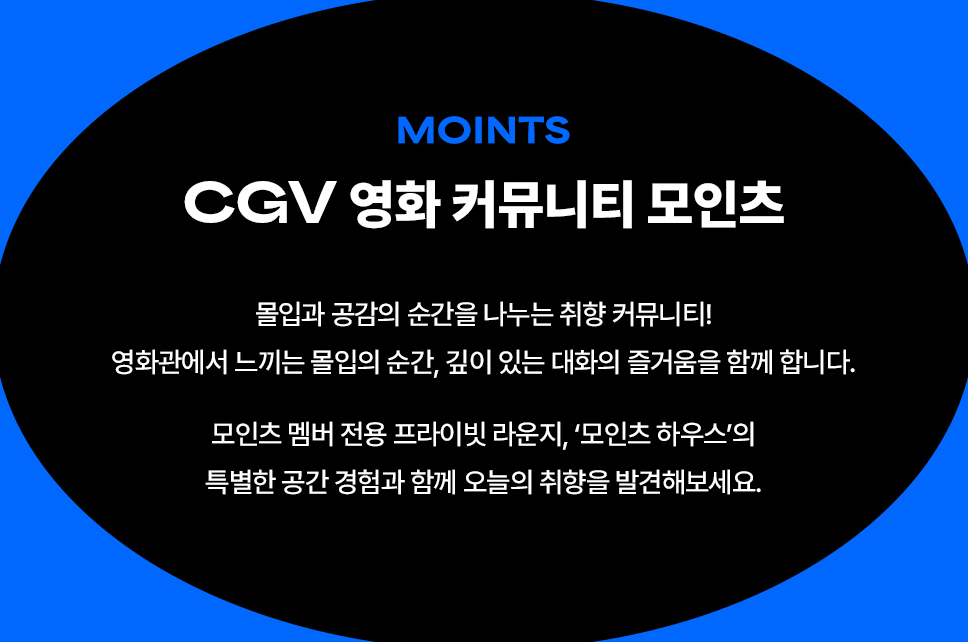 MOINTS
CGV 영화 커뮤니티 모인츠
몰입과 공감의 순간을 나누는 취향 커뮤니티!
영화관에서 느끼는 몰입의 순간, 깊이 있는 대화의 즐거움을 함께 합니다.
모인츠 멤버 전용 프라이빗 라운지, ‘모인츠 하우스’의
특별한 공간 경험과 함께 오늘의 취향을 발견해보세요.